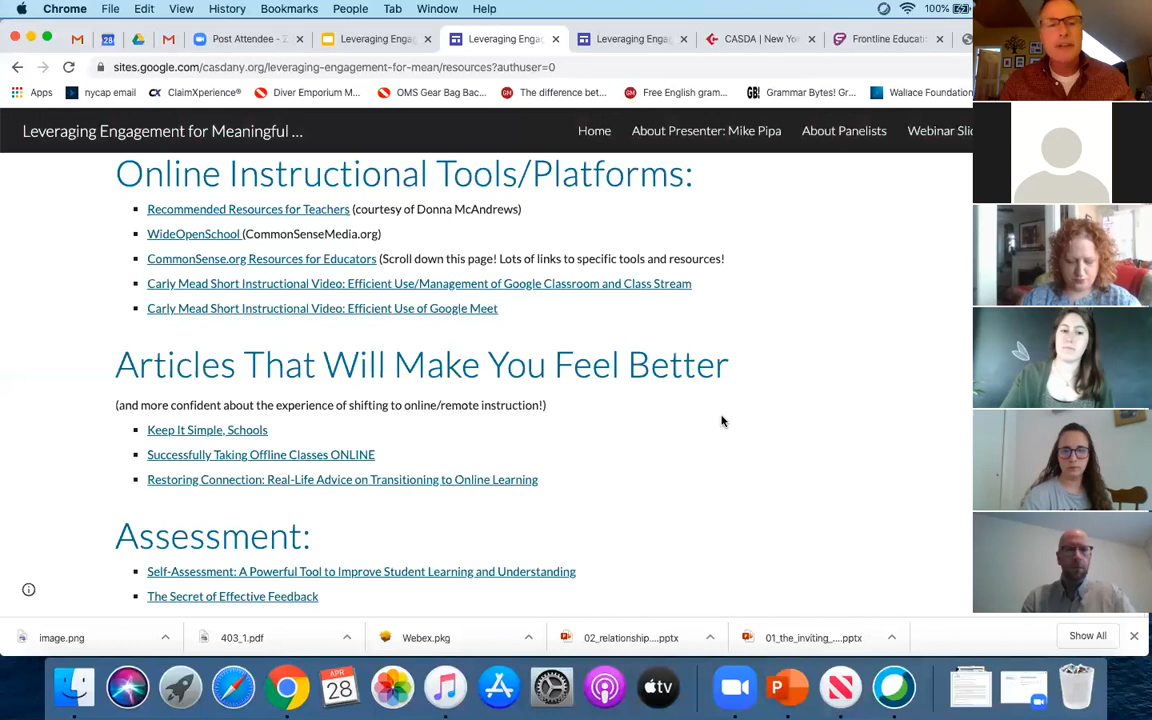 Chrome File Edit View History Bookmarks People Tab Window Help 100%
28 Post Attendee - Z Leveraging Engag Leveraging Enga Leveraging Engag CASDA | New Yor Frontline Educati
sites.google.com/casdany.org/leveraging-engagement-for-mean/resources?authuser=0
Apps nycap email CX ClaimXperience® Diver Emporium M... OMS Gear Bag Bac... GM The difference bet... GM Free English gram... GB! Grammar Bytes! Gr... Wallace Foundation
Leveraging Engagement for Meaningful ... Home About Presenter: Mike Pipa About Panelists Webinar Slid
Online Instructional Tools/Platforms:
Recommended Resources for Teachers (courtesy of Donna McAndrews)
WideOpenSchool (CommonSenseMedia.org)
CommonSense.org Resources for Educators (Scroll down this page! Lots of links to specific tools and resources!
Carly Mead Short Instructional Video: Efficient Use/Management of Google Classroom and Class Stream
Carly Mead Short Instructional Video: Efficient Use of Google Meet
Articles That Will Make You Feel Better
(and more confident about the experience of shifting to online/remote instruction!)
Keep It Simple, Schools
Successfully Taking Offline Classes ONLINE
Restoring Connection: Real-Life Advice on Transitioning to Online Learning
Assessment:
Self-Assessment: A Powerful Tool to Improve Student Learning and Understanding
The Secret of Effective Feedback
image.png 403_1.pdf Webex.pkg 02_relationship....pptx 01_the_inviting_....pptx Show All
APR
28
tv
P
N